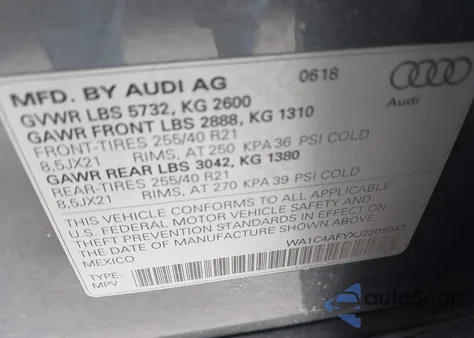 MFD. BY AUDI AG 0618
Audi
GVWR LBS 5732, KG 2600
GAWR FRONT LBS 2888, KG 1310
FRONT-TIRES 255/40 R21
8,5JX21 RIMS, AT 250 KPA 36 PSI COLD
GAWR REAR LBS 3042, KG 1380
REAR-TIRES 255/40 R21
8,5JX21 RIMS, AT 270 KPA 39 PSI COLD
THIS VEHICLE CONFORMS TO ALL APPLICABLE
U.S. FEDERAL MOTOR VEHICLE SAFETY AND
THEFT PREVENTION STANDARDS IN EFFECT ON
THE DATE OF MANUFACTURE SHOWN ABOVE.
MEXICO WA1C4AFYXJ2205042
TYPE:
MPV
autoSnap